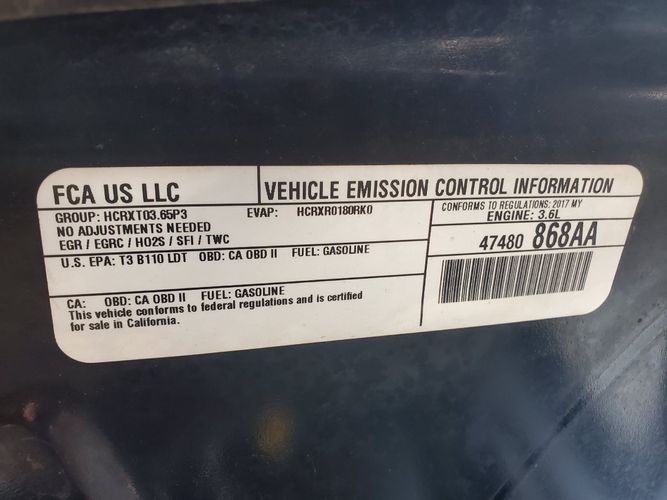 FCA US LLC
VEHICLE EMISSION CONTROL INFORMATION
GROUP: HCRXT03.65P3 EVAP: HCRXR0180RK0
NO ADJUSTMENTS NEEDED
EGR / EGRC / HO2S / SFI / TWC
CONFORMS TO REGULATIONS: 2017 MY
ENGINE: 3.6L
47480 868AA
U.S. EPA: T3 B110 LDT OBD: CA OBD II FUEL: GASOLINE
CA: OBD: CA OBD II FUEL: GASOLINE
This vehicle conforms to federal regulations and is certified
for sale in California.